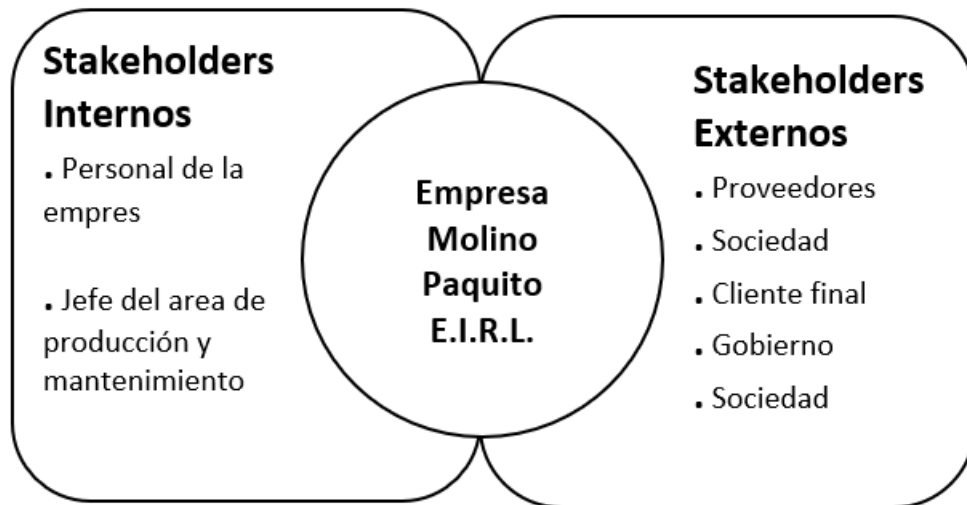 Stakeholders
Internos
. Personal de la
empres
. Jefe del area de
producción y
mantenimiento
Empresa
Molino
Paquito
E.I.R.L.
Stakeholders
Externos
. Proveedores
. Sociedad
. Cliente final
. Gobierno
. Sociedad